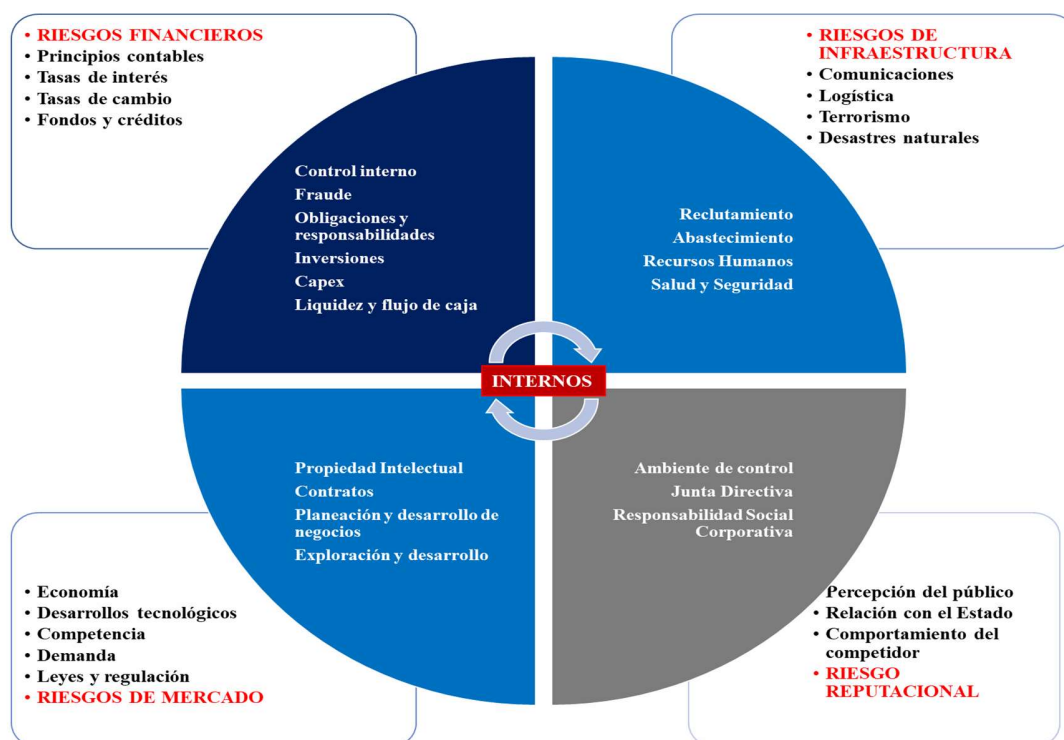 • RIESGOS FINANCIEROS
• Principios contables
• Tasas de interés
• Tasas de cambio
• Fondos y créditos
• RIESGOS DE
INFRAESTRUCTURA
• Comunicaciones
• Logística
• Terrorismo
• Desastres naturales
Control interno
Fraude
Obligaciones y
responsabilidades
Inversiones
Capex
Liquidez y flujo de caja
Reclutamiento
Abastecimiento
Recursos Humanos
Salud y Seguridad
INTERNOS
Propiedad Intelectual
Contratos
Planeación y desarrollo de
negocios
Exploración y desarrollo
Ambiente de control
Junta Directiva
Responsabilidad Social
Corporativa
• Economía
• Desarrollos tecnológicos
• Competencia
• Demanda
• Leyes y regulación
• RIESGOS DE MERCADO
Percepción del público
• Relación con el Estado
• Comportamiento del
competidor
• RIESGO
REPUTACIONAL